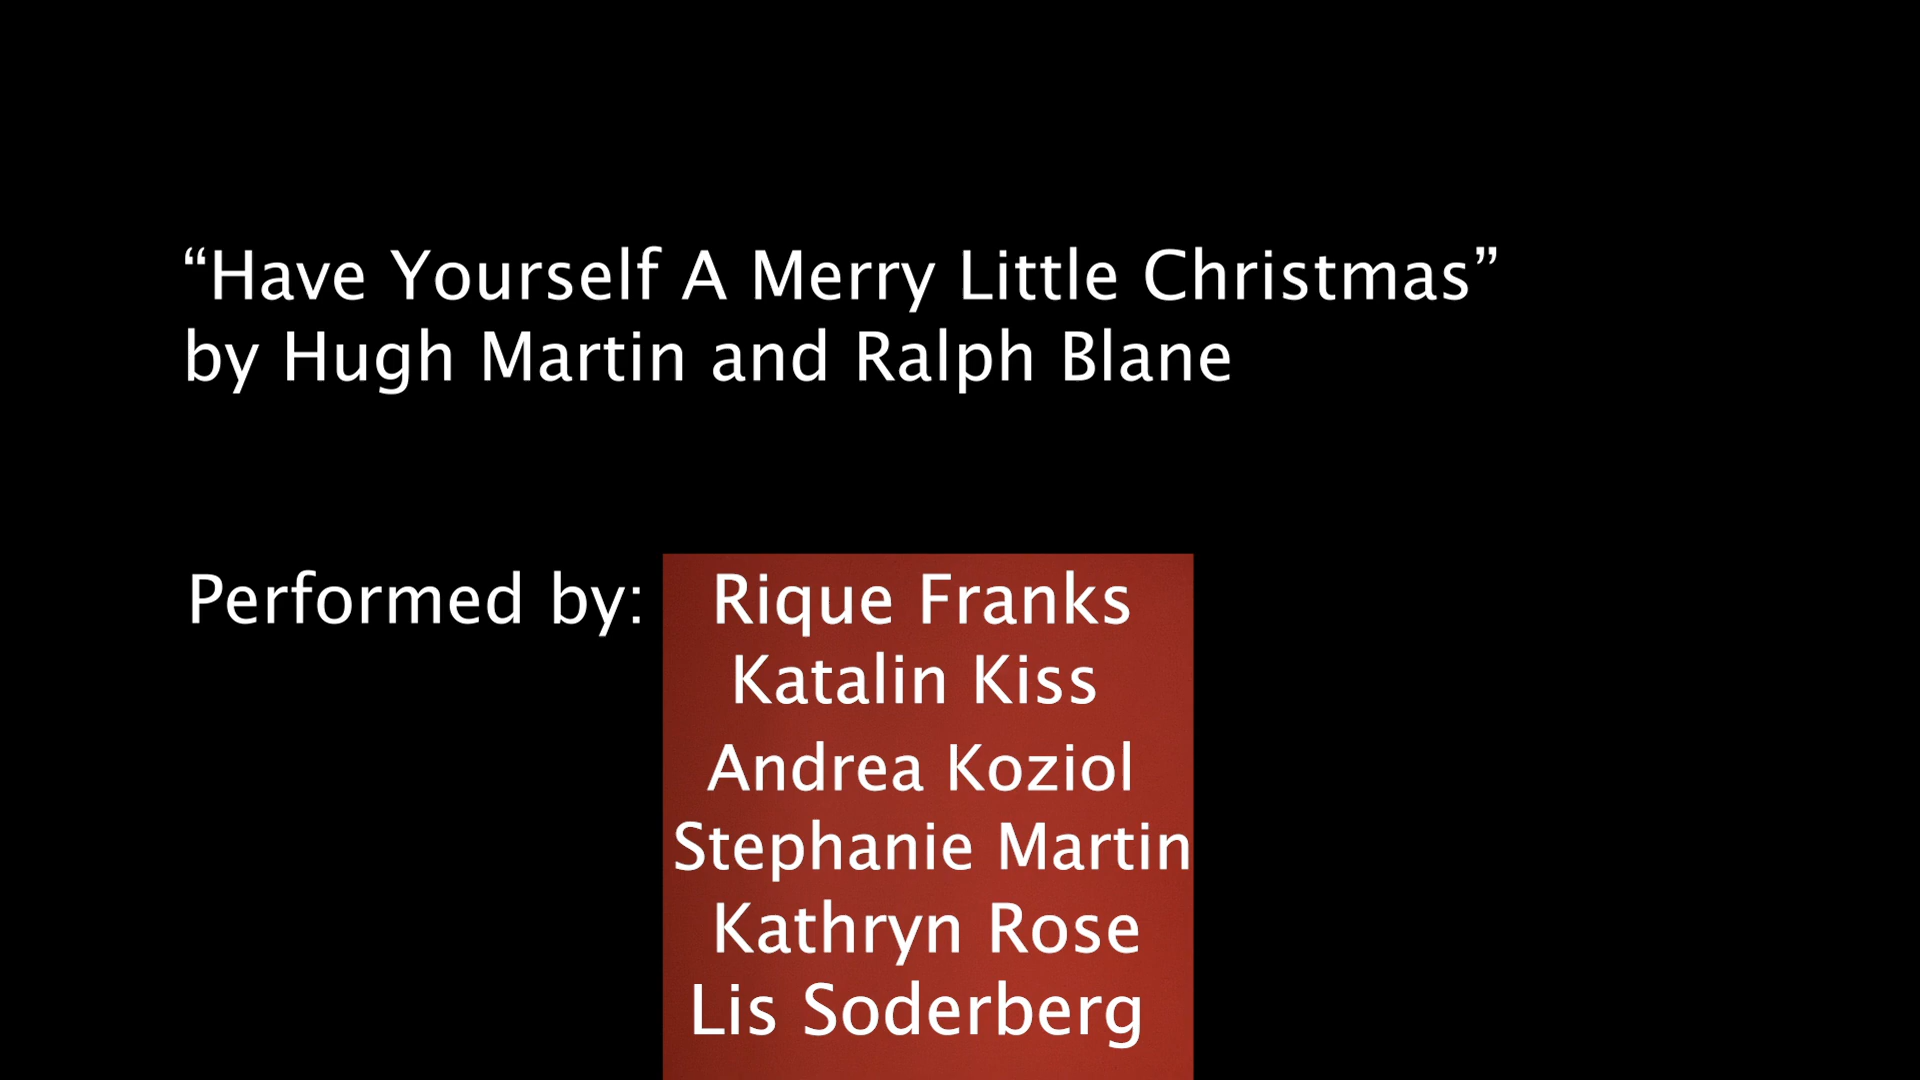 “Have Yourself A Merry Little Christmas”
by Hugh Martin and Ralph Blane
Performed by: Rique Franks
Katalin Kiss
Andrea Koziol
Stephanie Martin
Kathryn Rose
Lis Soderberg